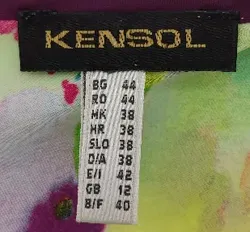 KENSOL
BG 44
RO 44
MK 38
HR 38
SLO 38
D/A 38
E/I 42
GB 12
B/F 40